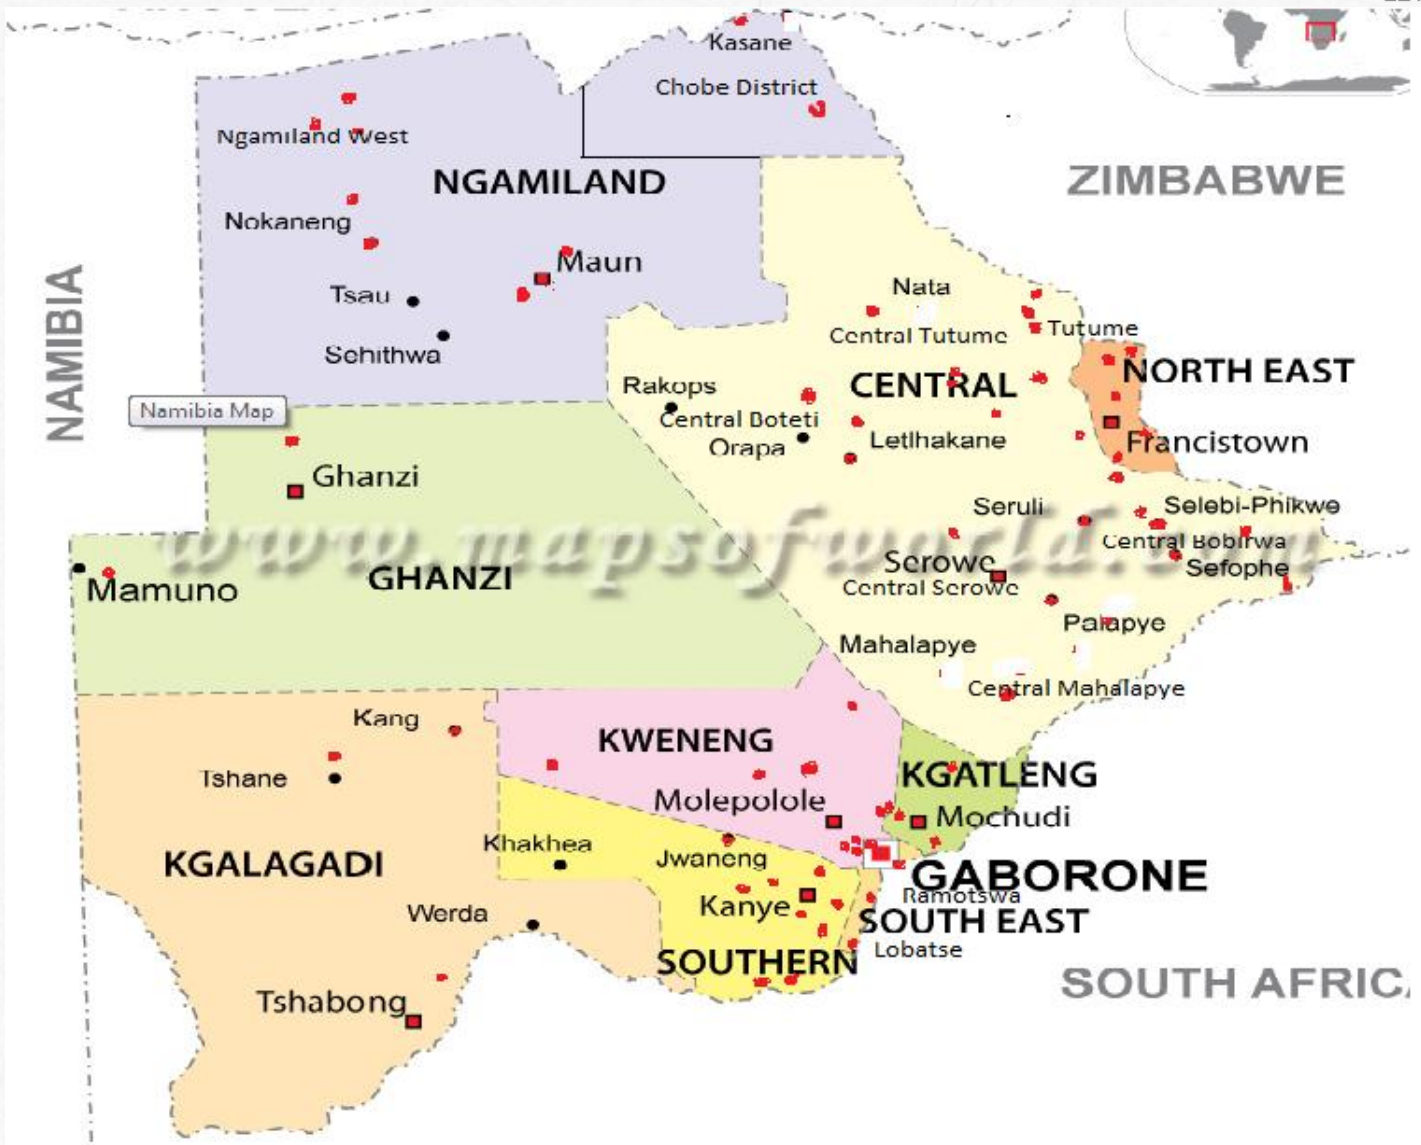 Kasane
Chobe District
Ngamiland West
NGAMILAND
ZIMBABWE
Nokaneng
Maun
Tsau
Sehithwa
NAMIBIA
Nata
Central Tutume
Tutume
NORTH EAST
Rakops
CENTRAL
Namibia Map
Central Boteti
Orapa
Letlhakane
Francistown
Ghanzi
Seruli
Selebi-Phikwe
www.mapsofworld.com
Central Bobirwa
Serowe
Sefophe
GHANZI
Mamuno
Central Serowe
Palapye
Mahalapye
Central Mahalapye
Kang
KWENENG
Tshane
KGATLENG
Molepolole
Mochudi
Khakhea
Jwaneng
KGALAGADI
GABORONE
Ramotswa
Kanye
Werda
SOUTH EAST
Lobatse
SOUTHERN
SOUTH AFRICA
Tshabong